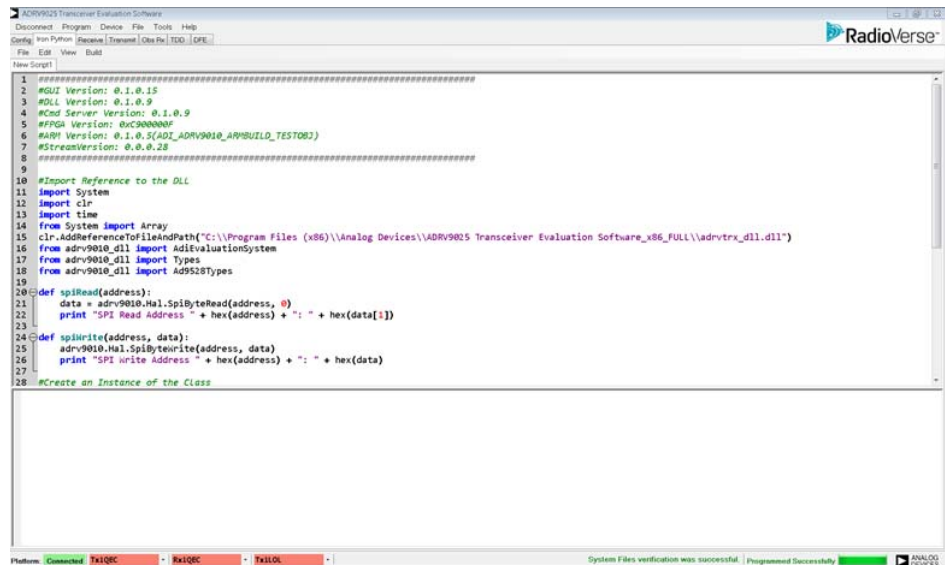 ADRV9025 Transceiver Evaluation Software
Disconnect Program Device File Tools Help
Config Iron Python Receive Transmit Obs Rx TDD DFE
RadioVerse
File Edit View Build
New Script1
1 ################################################################################
2 #GUI Version: 0.1.0.15
3 #DLL Version: 0.1.0.9
4 #Cmd Server Version: 0.1.0.9
5 #FPGA Version: 0xC900000F
6 #ARM Version: 0.1.0.5(ADI_ADRV9010_ARMBUILD_TESTOBJ)
7 #StreamVersion: 0.0.0.28
8 ################################################################################
9
10 #Import Reference to the DLL
11 import System
12 import clr
13 import time
14 from System import Array
15 clr.AddReferenceToFileAndPath("C:\\Program Files (x86)\\Analog Devices\\ADRV9025 Transceiver Evaluation Software_x86_FULL\\adrvtrx_dll.dll")
16 from adrv9010_dll import AdiEvaluationSystem
17 from adrv9010_dll import Types
18 from adrv9010_dll import Ad9528Types
19
20 def spiRead(address):
21 data = adrv9010.Hal.SpiByteRead(address, 0)
22 print "SPI Read Address " + hex(address) + ": " + hex(data[1])
23
24 def spiWrite(address, data):
25 adrv9010.Hal.SpiByteWrite(address, data)
26 print "SPI Write Address " + hex(address) + ": " + hex(data)
27
28 #Create an Instance of the Class
Platform: Connected Tx1QEC - Rx1QEC - Tx1LOL - System Files verification was successful. Programmed Successfully ANALOG DEVICES